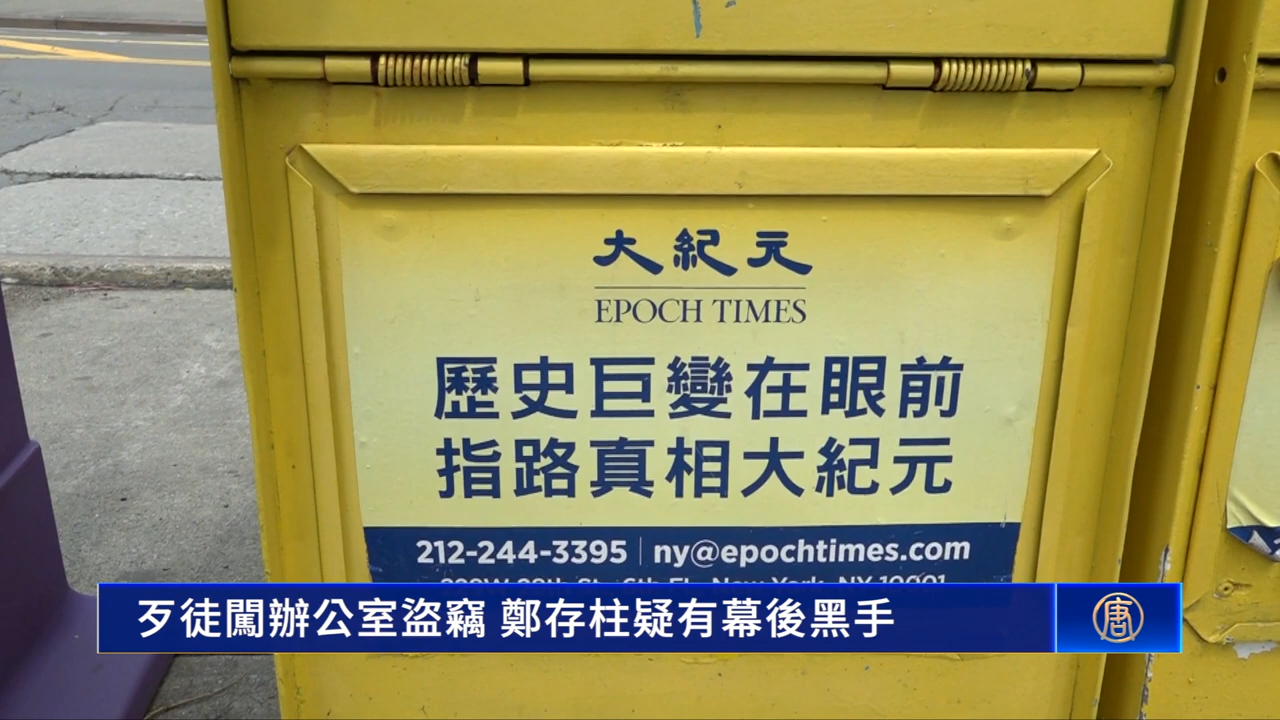 大紀元
EPOCH TIMES
歷史巨變在眼前
指路真相大紀元
212-244-3395 | ny@epochtimes.com
歹徒闖辦公室盜竊 鄭存柱疑有幕後黑手
唐